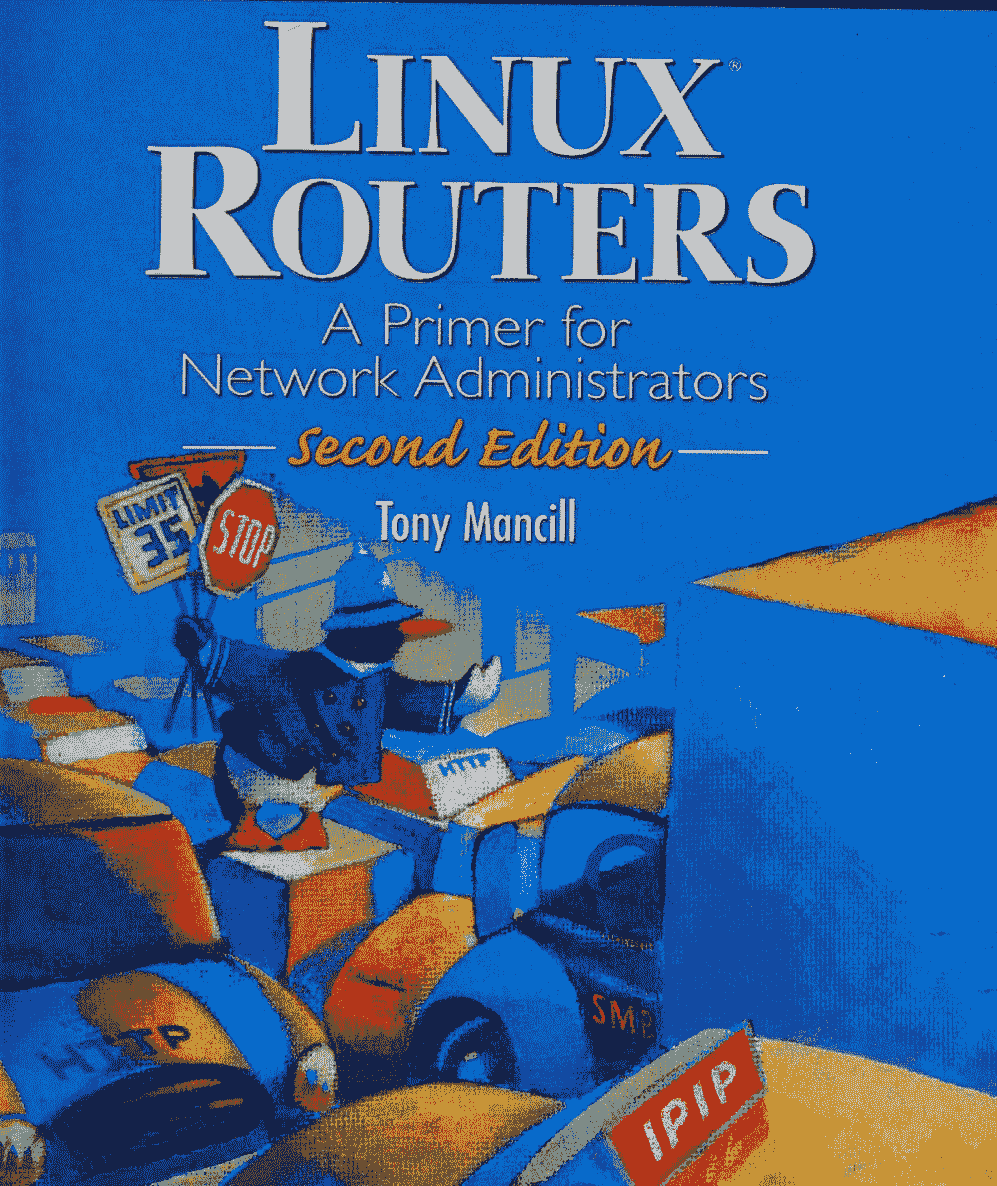 LINUX®
ROUTERS
A Primer for
Network Administrators
Second Edition
Tony Mancill
LIMIT
35
STOP
HTTP
SMP
HTTP
IPIP